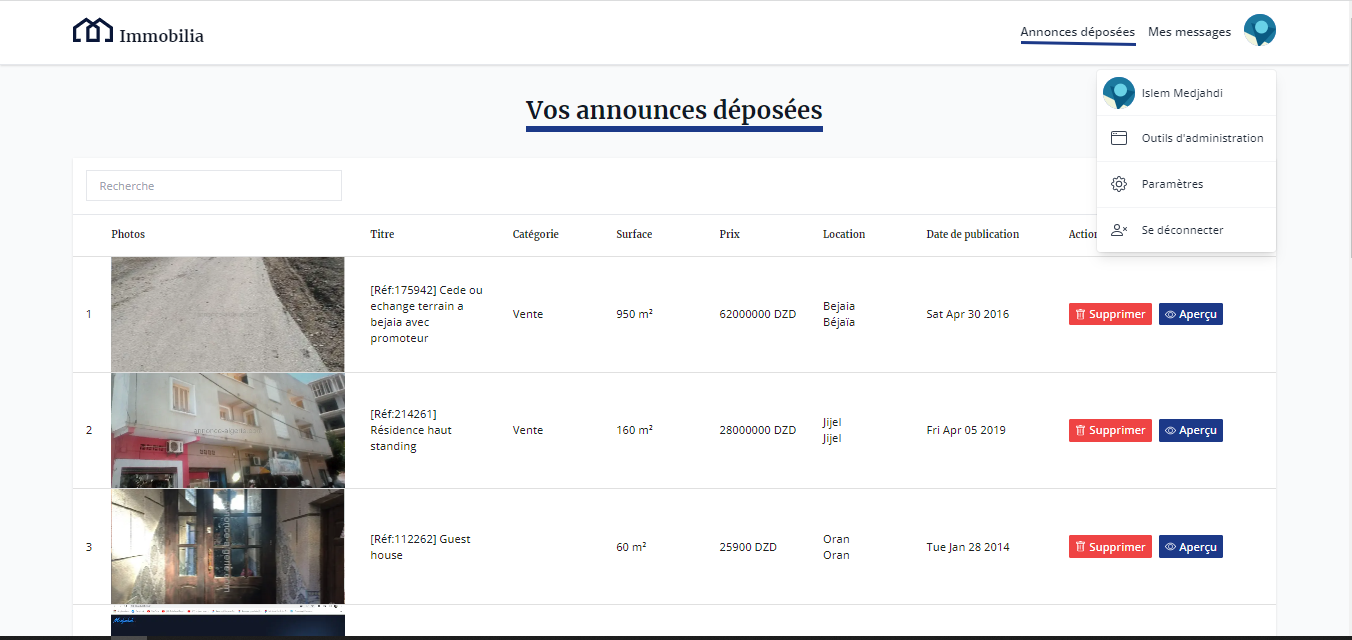 Immobilia
Annonces déposées
Mes messages
Islem Medjahdi
Outils d'administration
Paramètres
Se déconnecter
Vos announces déposées
Recherche
Photos Titre Catégorie Surface Prix Location Date de publication Action
1
[Réf:175942] Cede ou
echange terrain a
bejaia avec
promoteur
Vente
950 m²
62000000 DZD
Bejaia
Béjaïa
Sat Apr 30 2016
Supprimer
Aperçu
2
[Réf:214261]
Résidence haut
standing
Vente
160 m²
28000000 DZD
Jijel
Jijel
Fri Apr 05 2019
Supprimer
Aperçu
3
[Réf:112262] Guest
house
60 m²
25900 DZD
Oran
Oran
Tue Jan 28 2014
Supprimer
Aperçu